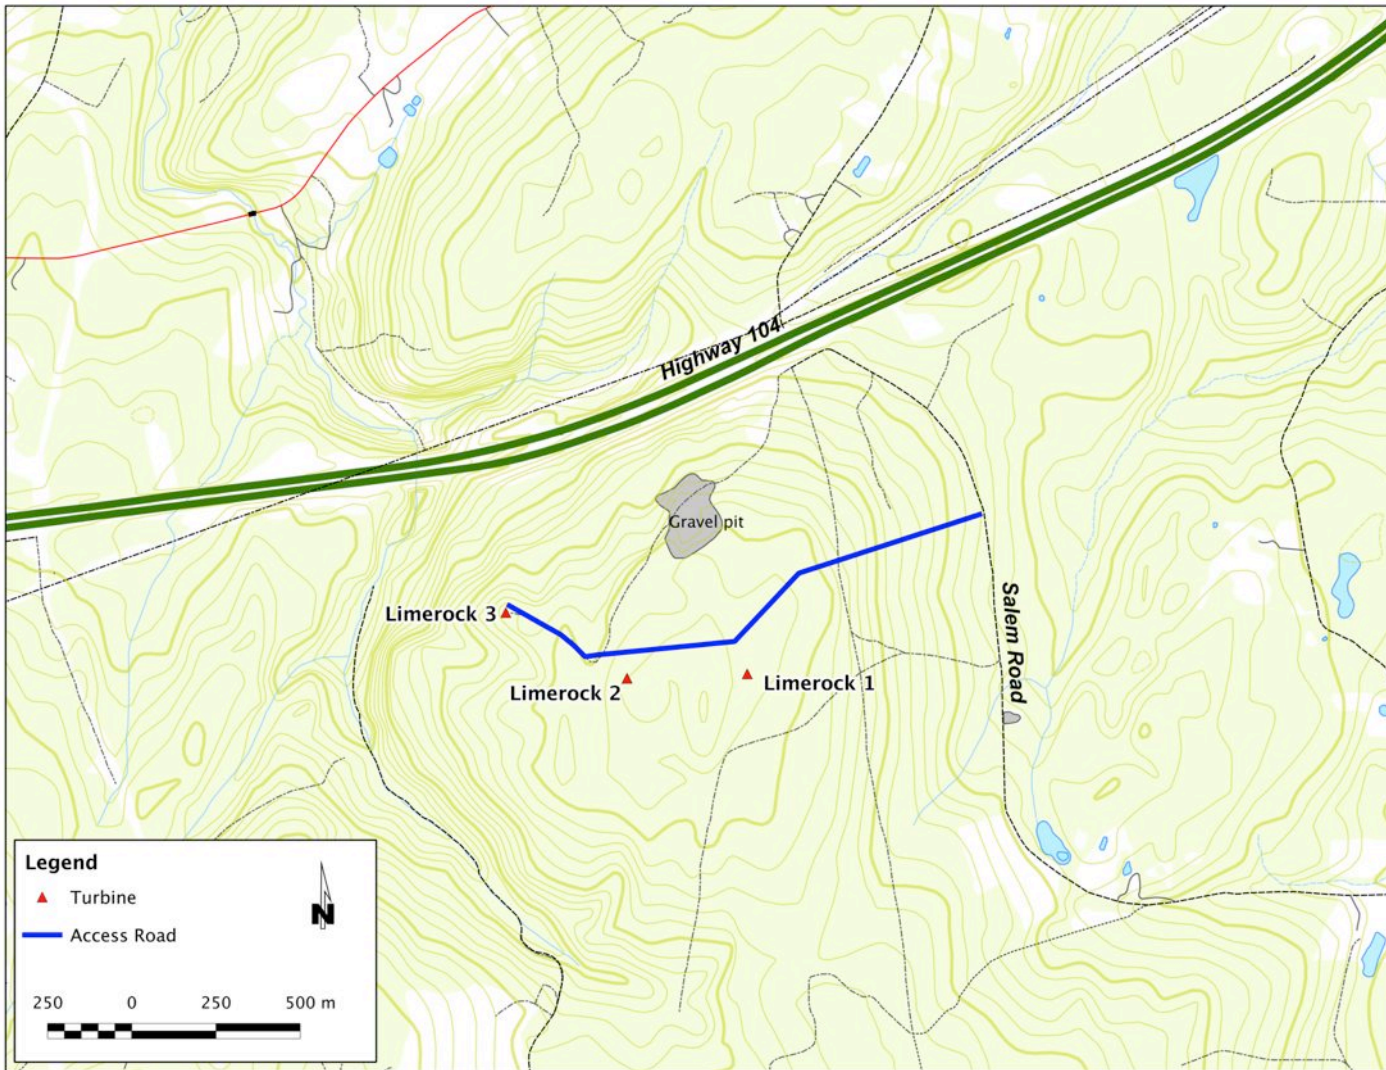 Highway 104
Gravel pit
Limerock 3
Salem Road
Limerock 2
Limerock 1
Legend
Turbine
Access Road
N
250 0 250 500 m